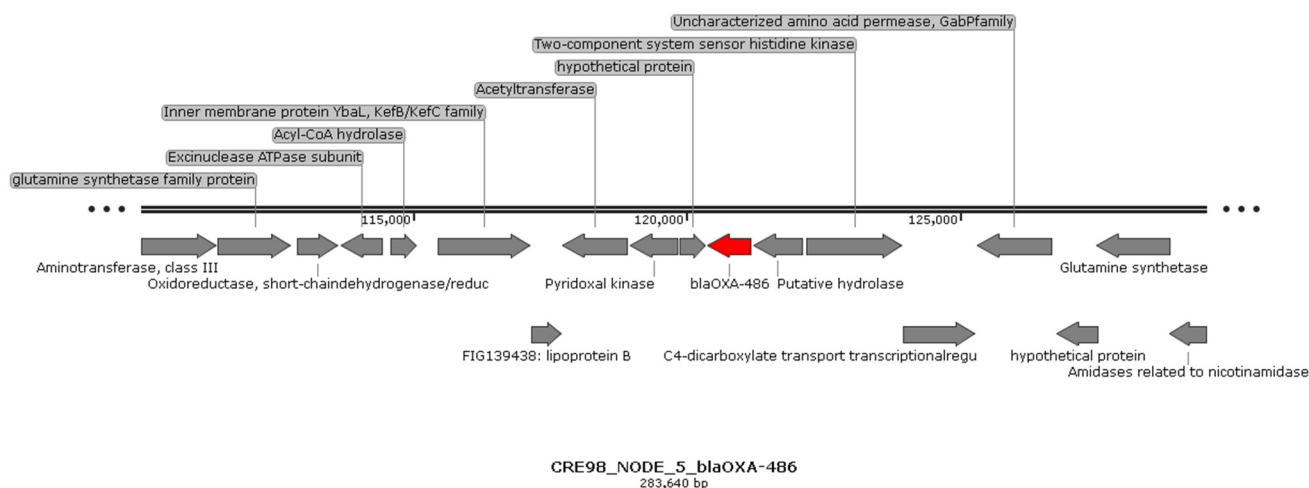 Uncharacterized amino acid permease, GabPfamily
Two-component system sensor histidine kinase
hypothetical protein
Acetyltransferase
Inner membrane protein YbaL, KefB/KefC family
Acyl-CoA hydrolase
Excinuclease ATPase subunit
glutamine synthetase family protein
115,000 120,000 125,000
Aminotransferase, class III Glutamine synthetase
Oxidoreductase, short-chaindehydrogenase/reduc Pyridoxal kinase blaOXA-486 Putative hydrolase
FIG139438: lipoprotein B C4-dicarboxylate transport transcriptionalregu hypothetical protein
Amidases related to nicotinamidase
CRE98_NODE_5_blaOXA-486
283,640 bp